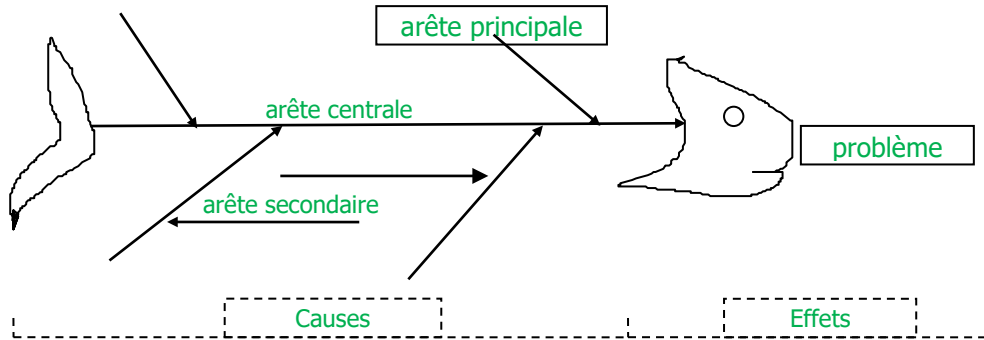 arête principale
arête centrale
problème
arête secondaire
Causes
Effets